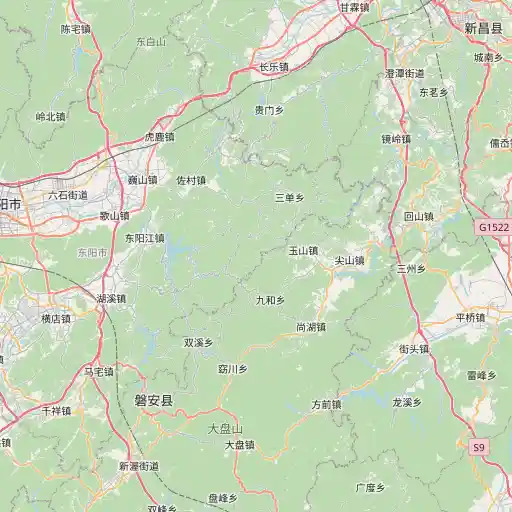 甘霖镇
陈宅镇
新昌县
东白山
城南乡
长乐镇
澄潭街道
东茗乡
贵门乡
岭北镇
虎鹿镇
镜岭镇
儒岙镇
巍山镇
佐村镇
六石街道
三单乡
阳市
歌山镇
回山镇
G1522
东阳江镇
东阳市
玉山镇
尖山镇
三州乡
湖溪镇
九和乡
横店镇
平桥镇
尚湖镇
双溪乡
街头镇
窈川乡
马宅镇
雷峰乡
磐安县
方前镇
龙溪乡
千祥镇
大盘山
大盘镇
镇
S9
新渥街道
广度乡
盘峰乡
双峰乡